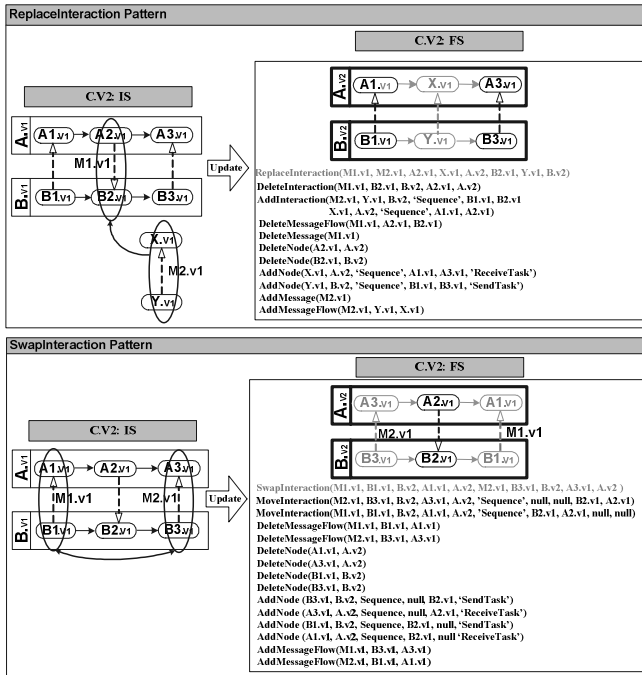 ReplaceInteraction Pattern
C.V2: FS
C.V2: IS
A.V2
A1.V1
X.V1
A3.V1
A.V1
A1.V1
A2.V1
A3.V1
M1.v1
B.V2
B1.V1
Y.V1
B3.V1
Update
B.V1
B1.V1
B2.V1
B3.V1
X.V1
M2.v1
Y.V1
ReplaceInteraction(M1.v1, M2.v1, A2.v1, X.v1, A.v2, B2.v1, Y.v1, B.v2)
DeleteInteraction(M1.v1, B2.v1, B.v2, A2.v1, A.v2)
AddInteraction(M2.v1, Y.v1, B.v2, ‘Sequence’, B1.v1, B2.v1
X.v1, A.v2, ‘Sequence’, A1.v1, A2.v1)
DeleteMessageFlow(M1.v1, A2.v1, B2.v1)
DeleteMessage(M1.v1)
DeleteNode(A2.v1, A.v2)
DeleteNode(B2.v1, B.v2)
AddNode(X.v1, A.v2, ‘Sequence’, A1.v1, A3.v1, ’ReceiveTask’)
AddNode(Y.v1, B.v2, ’Sequence’, B1.v1, B3.v1, ‘SendTask’)
AddMessage(M2.v1)
AddMessageFlow(M2.v1, Y.v1, X.v1)
SwapInteraction Pattern
C.V2: FS
C.V2: IS
A.V2
A3.V1
A2.V1
A1.V1
M2.v1
M1.v1
B.V2
B3.V1
B2.V1
B1.V1
A.V1
A1.V1
A2.V1
A3.V1
M1.v1
M2.v1
Update
B.V1
B1.V1
B2.V1
B3.V1
SwapInteraction(M1.v1, B1.v1, B.v2, A1.v1, A.v2, M2.v1, B3.v1, B.v2, A3.v1, A.v2 )
MoveInteraction(M2.v1, B3.v1, B.v2, A3.v1, A.v2, ’Sequence’, null, null, B2.v1, A2.v1)
MoveInteraction(M1.v1, B1.v1, B.v2, A1.v1, A.v2, ’Sequence’, B2.v1, A2.v1, null, null)
DeleteMessageFlow(M1.v1, B1.v1, A1.v1)
DeleteMessageFlow(M2.v1, B3.v1, A3.v1)
DeleteNode(A1.v1, A.v2)
DeleteNode(A3.v1, A.v2)
DeleteNode(B1.v1, B.v2)
DeleteNode(B3.v1, B.v2)
AddNode (B3.v1, B.v2, Sequence, null, B2.v1, ‘SendTask’)
AddNode (A3.v1, A.v2, Sequence, null, A2.v1, ‘ReceiveTask’)
AddNode (B1.v1, B.v2, Sequence, B2.v1, null, ‘SendTask’)
AddNode (A1.v1, A.v2, Sequence, B2.v1, null ‘ReceiveTask’)
AddMessageFlow(M1.v1, B3.v1, A3.v1)
AddMessageFlow(M2.v1, B1.v1, A1.v1)